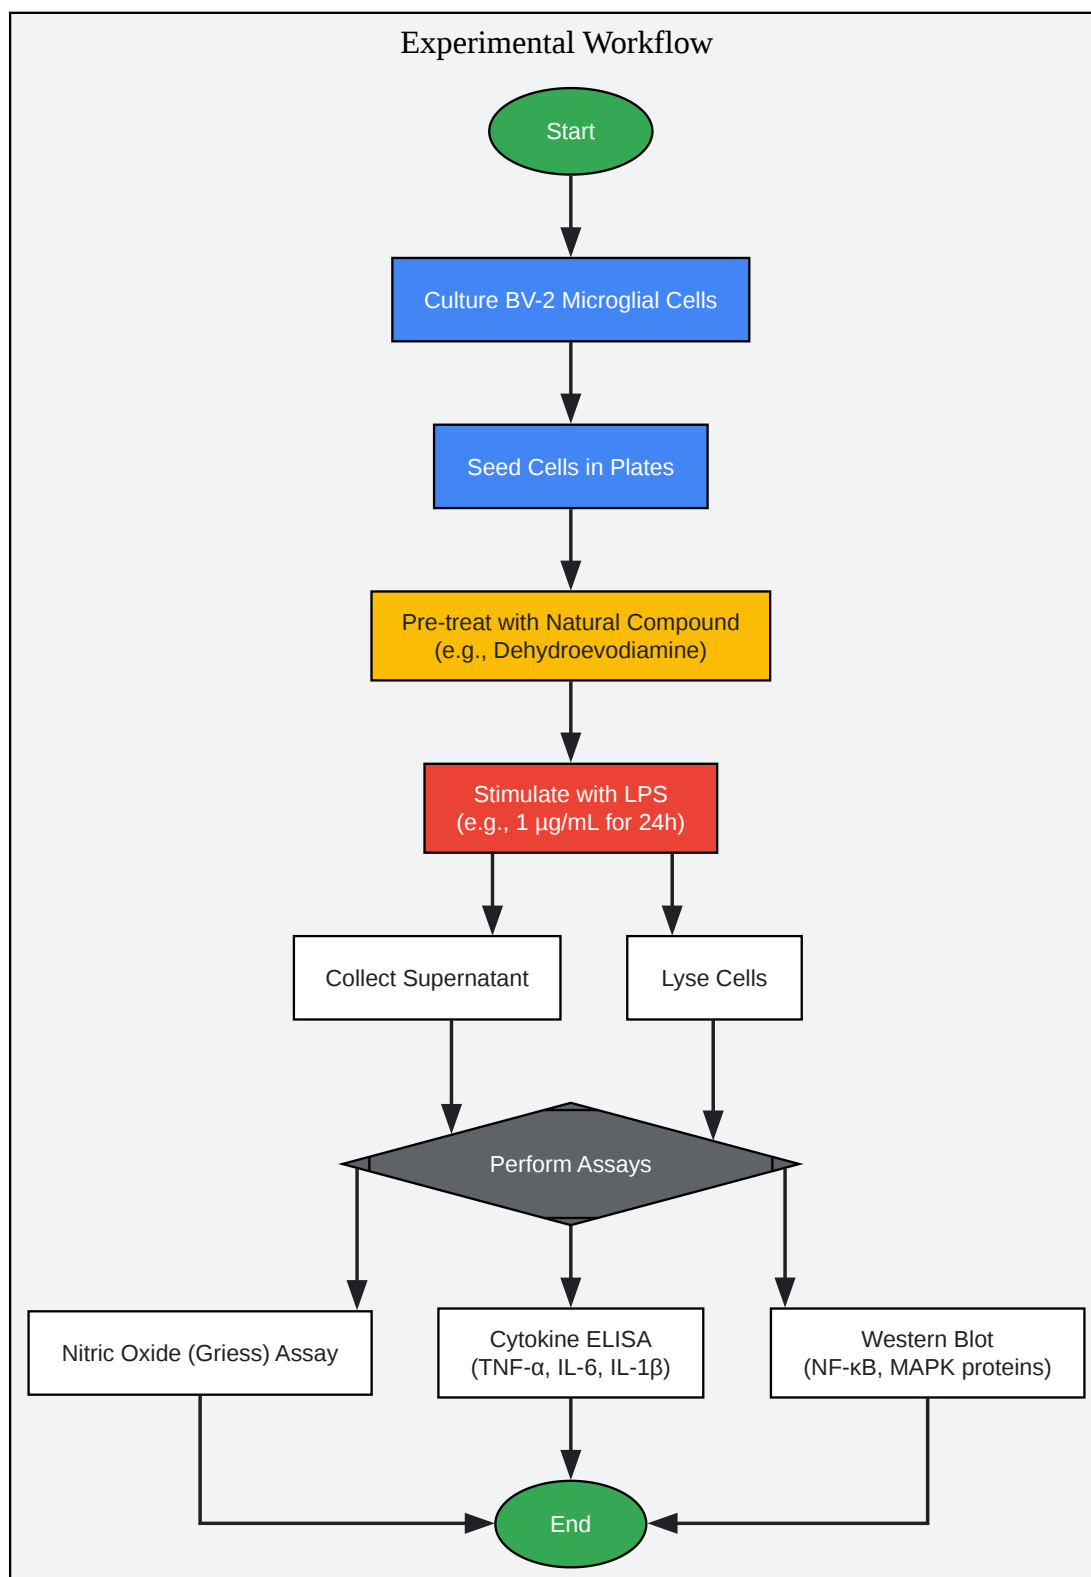 Experimental Workflow
Start
Culture BV-2 Microglial Cells
Seed Cells in Plates
Pre-treat with Natural Compound
(e.g., Dehydroevodiamine)
Stimulate with LPS
(e.g., 1 µg/mL for 24h)
Collect Supernatant
Lyse Cells
Perform Assays
Nitric Oxide (Griess) Assay
Cytokine ELISA
(TNF-α, IL-6, IL-1β)
Western Blot
(NF-κB, MAPK proteins)
End